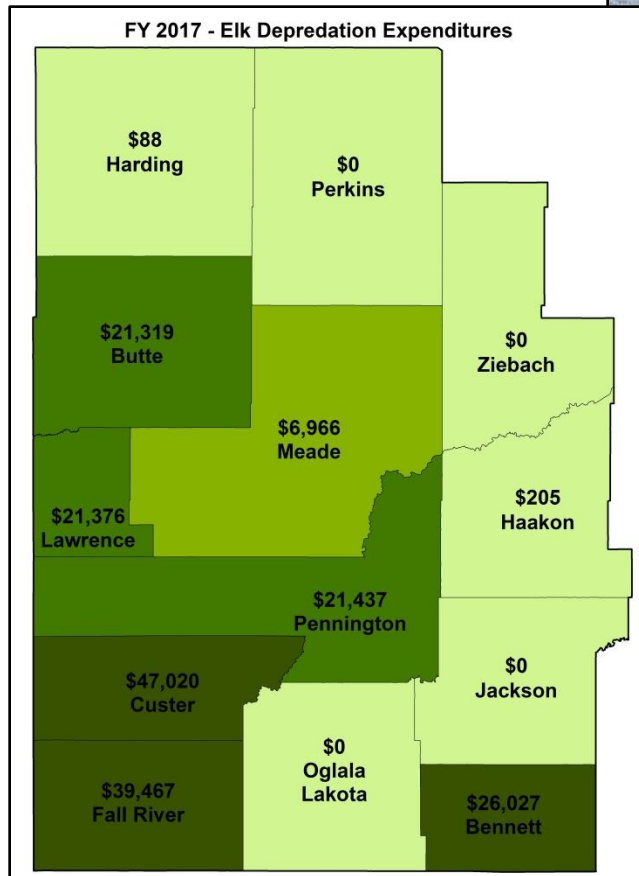 FY 2017 - Elk Depredation Expenditures
$88
Harding
$0
Perkins
$21,319
Butte
$0
Ziebach
$6,966
Meade
$205
Haakon
$21,376
Lawrence
$21,437
Pennington
$0
Jackson
$47,020
Custer
$0
Oglala
Lakota
$39,467
Fall River
$26,027
Bennett